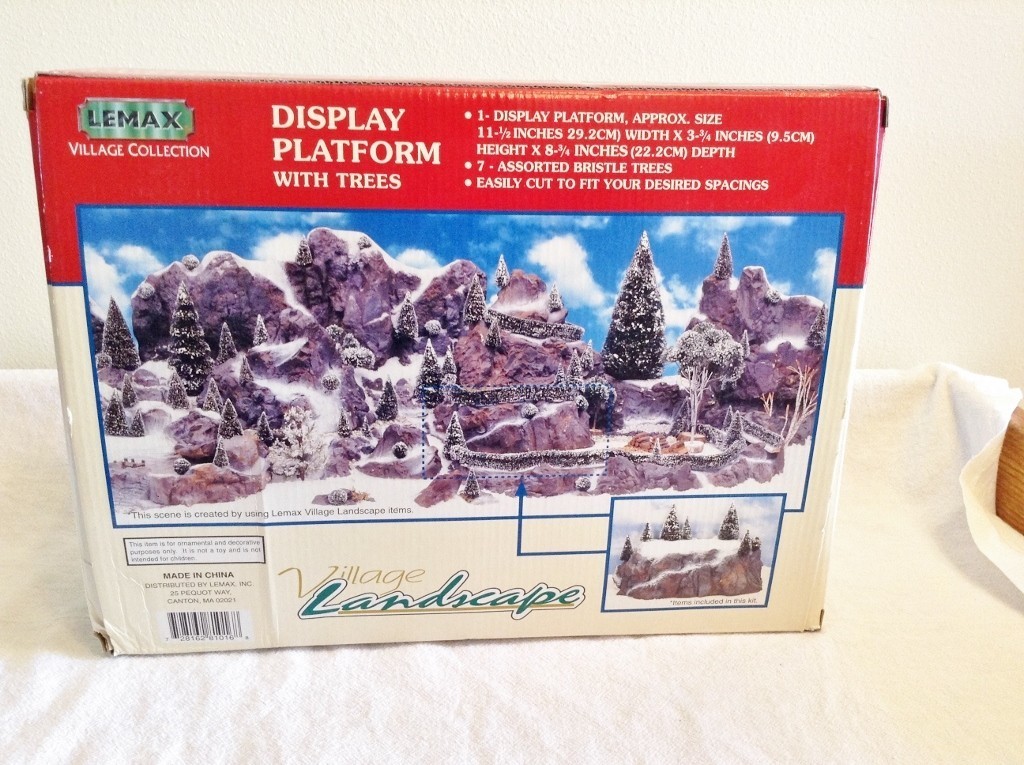 LEMAX
VILLAGE COLLECTION
DISPLAY
PLATFORM
WITH TREES
• 1- DISPLAY PLATFORM, APPROX. SIZE
11-½ INCHES 29.2CM) WIDTH X 3-¾ INCHES (9.5CM)
HEIGHT X 8-¾ INCHES (22.2CM) DEPTH
• 7 - ASSORTED BRISTLE TREES
• EASILY CUT TO FIT YOUR DESIRED SPACINGS
*This scene is created by using Lemax Village Landscape items.
This item is for ornamental and decorative
purposes only. It is not a toy and is not
intended for children.
MADE IN CHINA
DISTRIBUTED BY LEMAX, INC.
25 PEQUOT WAY,
CANTON, MA 02021
7 28162 61016 8
Village
Landscape
*Items included in this kit.